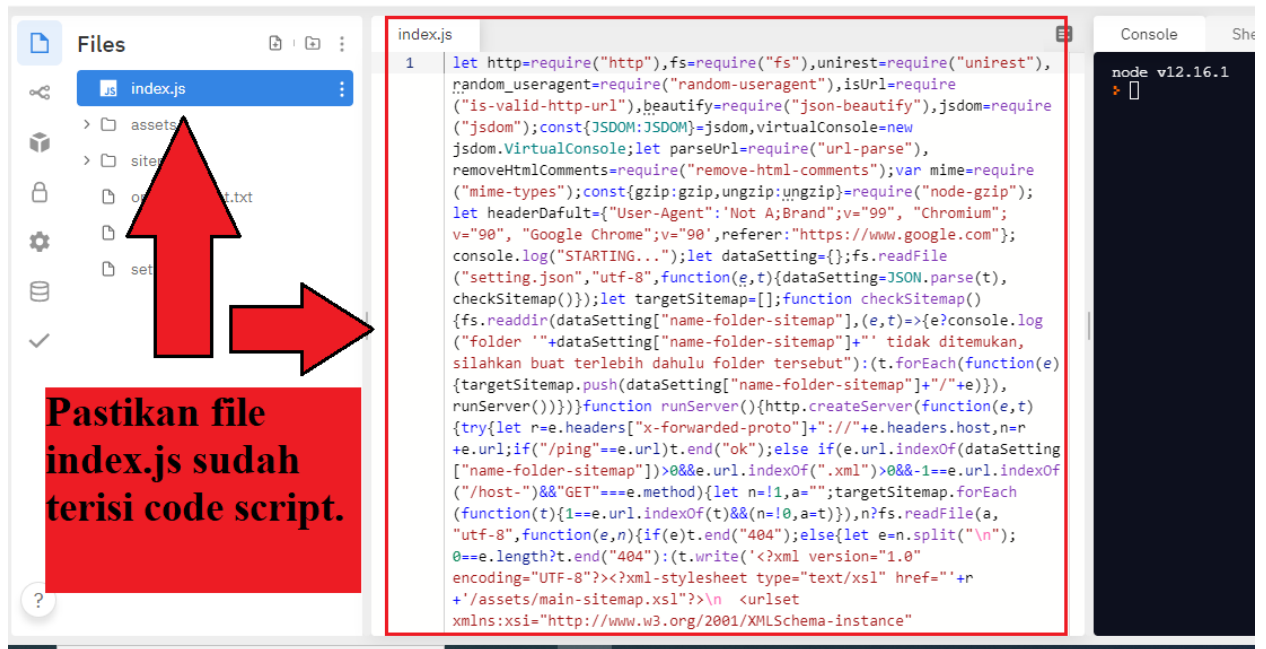 Files
index.js
assets
siten
o
t.txt
set
Pastikan file
index.js sudah
terisi code script.
?
index.js
1
let http=require("http"),fs=require("fs"),unirest=require("unirest"),
random_useragent=require("random-useragent"),isUrl=require
("is-valid-http-url"),beautify=require("json-beautify"),jsdom=require
("jsdom");const{JSDOM:JSDOM}=jsdom,virtualConsole=new
jsdom.VirtualConsole;let parseUrl=require("url-parse"),
removeHtmlComments=require("remove-html-comments");var mime=require
("mime-types");const{gzip:gzip,ungzip:ungzip}=require("node-gzip");
let headerDafult={"User-Agent":'Not A;Brand";v="99", "Chromium";
v="90", "Google Chrome";v="90',referer:"https://www.google.com"};
console.log("STARTING...");let dataSetting={};fs.readFile
("setting.json","utf-8",function(e,t){dataSetting=JSON.parse(t),
checkSitemap()});let targetSitemap=[];function checkSitemap()
{fs.readdir(dataSetting["name-folder-sitemap"],(e,t)=>{e?console.log
("folder '"+dataSetting["name-folder-sitemap"]+"' tidak ditemukan,
silahkan buat terlebih dahulu folder tersebut"):(t.forEach(function(e)
{targetSitemap.push(dataSetting["name-folder-sitemap"]+"/"+e)}),
runServer())})}function runServer(){http.createServer(function(e,t)
{try{let r=e.headers["x-forwarded-proto"]+"://"+e.headers.host,n=r
+e.url;if("/ping"==e.url)t.end("ok");else if(e.url.indexOf(dataSetting
["name-folder-sitemap"])>0&&e.url.indexOf(".xml")>0&&-1==e.url.indexOf
("/host-")&&"GET"===e.method){let n=!1,a="";targetSitemap.forEach
(function(t){1==e.url.indexOf(t)&&(n=!0,a=t)}),n?fs.readFile(a,
"utf-8",function(e,n){if(e)t.end("404");else{let e=n.split("\n");
0==e.length?t.end("404"):(t.write('<?xml version="1.0"
encoding="UTF-8"?><?xml-stylesheet type="text/xsl" href="'+r
+'/assets/main-sitemap.xsl"?>\n <urlset
xmlns:xsi="http://www.w3.org/2001/XMLSchema-instance"
Console
She
node v12.16.1